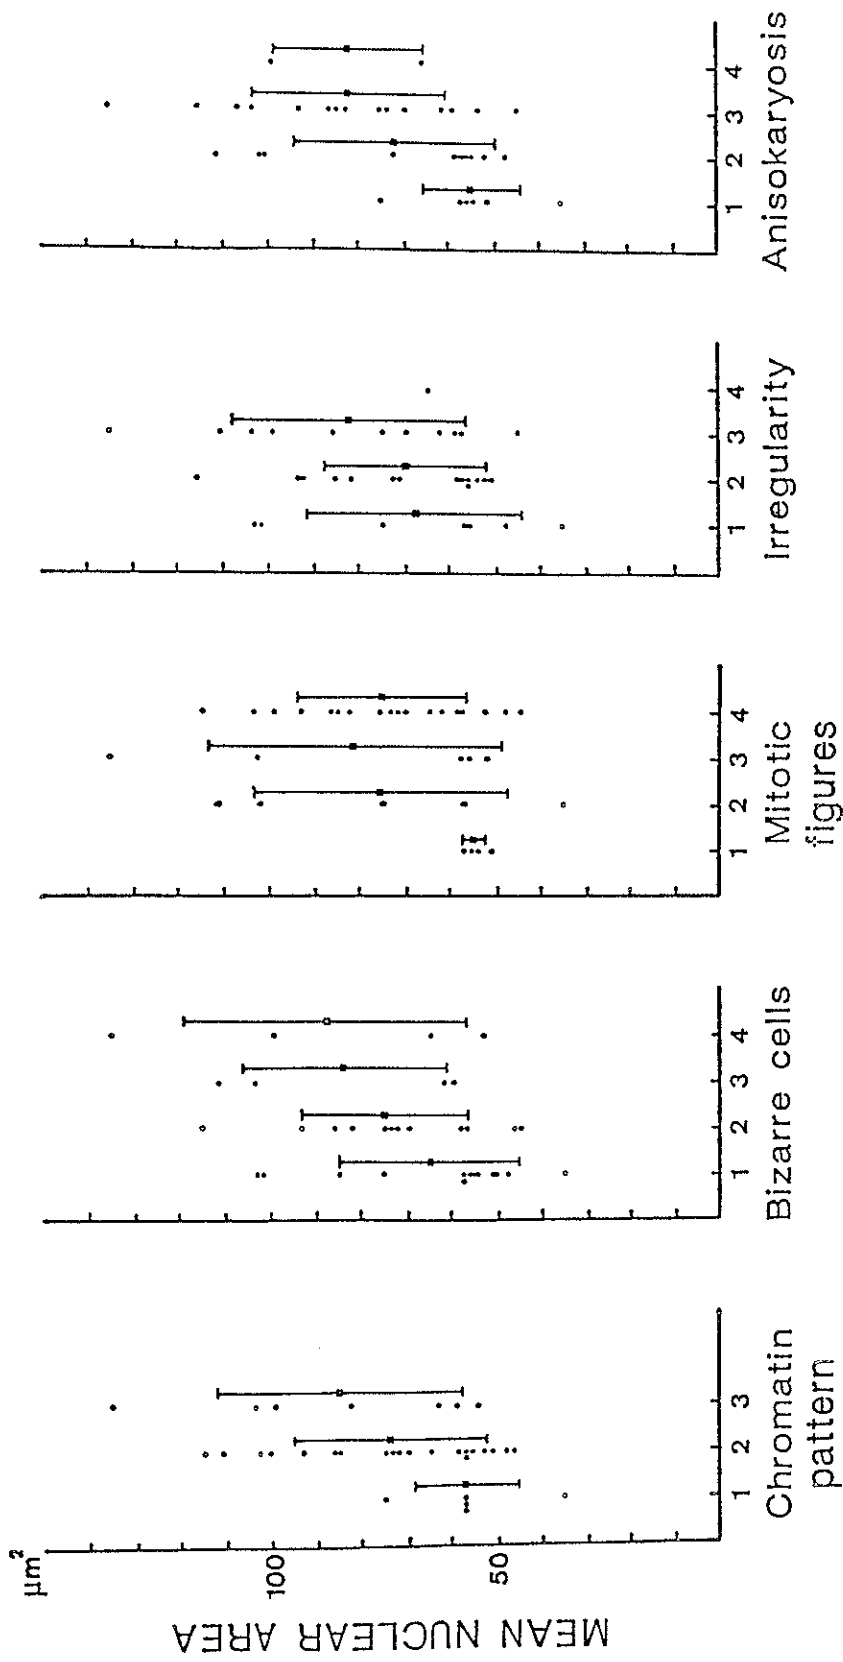 MEAN NUCLEAR AREA
µm²
100
50
1 2 3
Chromatin
pattern
1 2 3 4
Bizarre cells
1 2 3 4
Mitotic
figures
1 2 3 4
Irregularity
1 2 3 4
Anisokaryosis